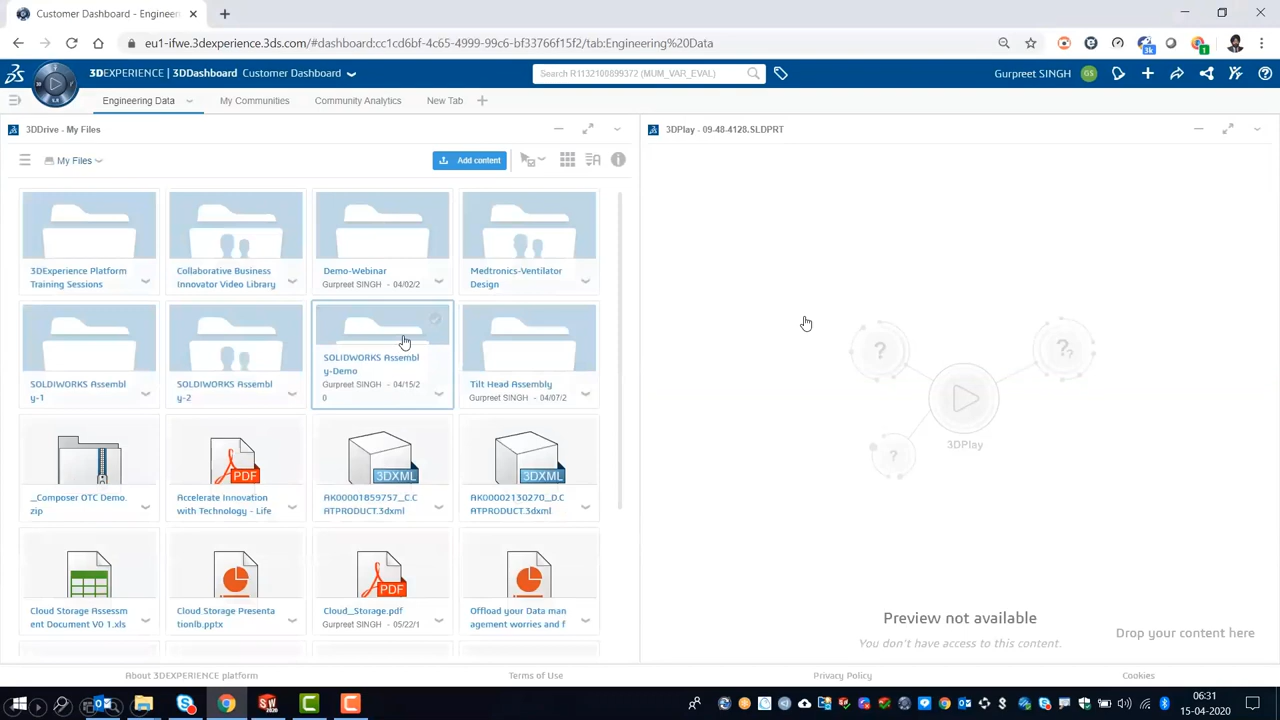 Customer Dashboard - Engineer
eu1-ifwe.3dexperience.3ds.com/#dashboard:cc1cd6bf-4c65-4999-99c6-bf33766f15f2/tab:Engineering%20Data
3DEXPERIENCE | 3DDashboard Customer Dashboard
Search R1132100899372 (MUM_VAR_EVAL)
Gurpreet SINGH GS
Engineering Data
My Communities
Community Analytics
New Tab
3DDrive - My Files
3DPlay - 09-48-4128.SLDPRT
My Files
Add content
3DExperience Platform
Training Sessions
Collaborative Business
Innovator Video Library
Demo-Webinar
Gurpreet SINGH - 04/02/2
Medtronics-Ventilator
Design
SOLDIWORKS Assembl
y-1
SOLDIWORKS Assembl
y-2
SOLIDWORKS Assembl
y-Demo
Gurpreet SINGH - 04/15/2
0
Tilt Head Assembly
Gurpreet SINGH - 04/07/2
_Composer OTC Demo.
zip
PDF
Accelerate Innovation
with Technology - Life
3DXML
AK00001859757_C.C
ATPRODUCT.3dxml
3DXML
AK00002130270_D.C
ATPRODUCT.3dxml
Cloud Storage Assessm
ent Document V0 1.xls
Cloud Storage Presenta
tionlb.pptx
PDF
Cloud_Storage.pdf
Gurpreet SINGH - 05/22/1
Offload your Data man
agement worries and f
? ?? ?
3DPlay
Preview not available
You don't have access to this content.
Drop your content here
About 3DEXPERIENCE platform
Terms of Use
Privacy Policy
Cookies
06:31
15-04-2020